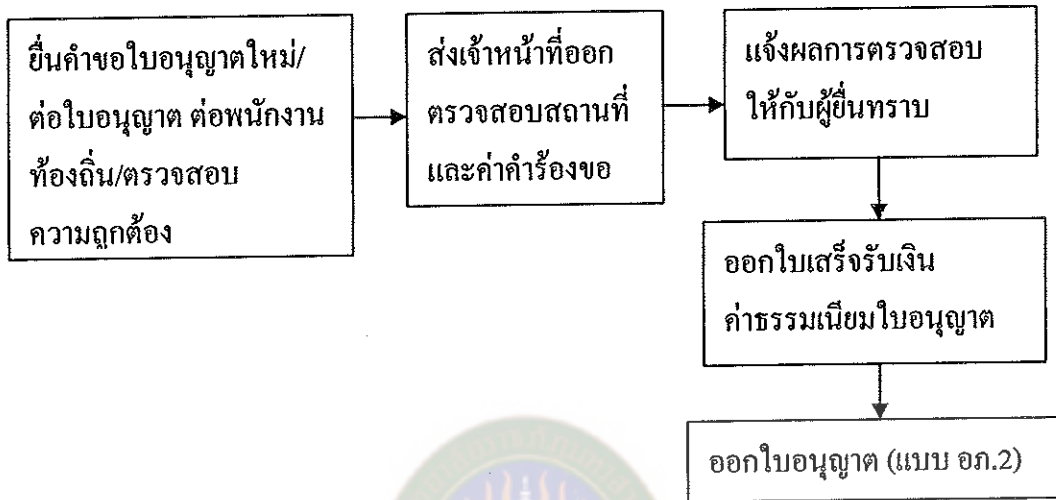 ยื่นคำขอใบอนุญาตใหม่/
ต่อใบอนุญาต ต่อพนักงาน
ท้องถิ่น/ตรวจสอบ
ความถูกต้อง
ส่งเจ้าหน้าที่ออก
ตรวจสอบสถานที่
และค่าคำร้องขอ
แจ้งผลการตรวจสอบ
ให้กับผู้ยื่นทราบ
ออกใบเสร็จรับเงิน
ค่าธรรมเนียมใบอนุญาต
ออกใบอนุญาต (แบบ อภ.2)